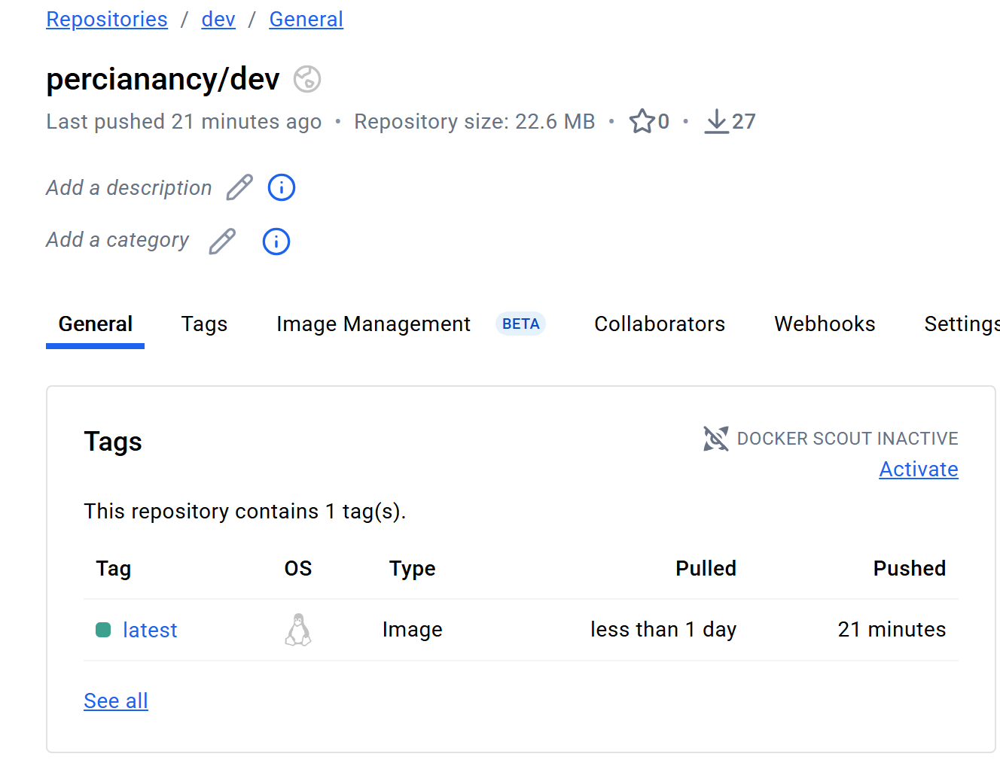 Repositories / dev / General
percianancy/dev
Last pushed 21 minutes ago • Repository size: 22.6 MB • 0 • 27
Add a description
Add a category
General Tags Image Management BETA Collaborators Webhooks Settings
Tags DOCKER SCOUT INACTIVE
Activate
This repository contains 1 tag(s).
Tag OS Type Pulled Pushed
latest Image less than 1 day 21 minutes
See all